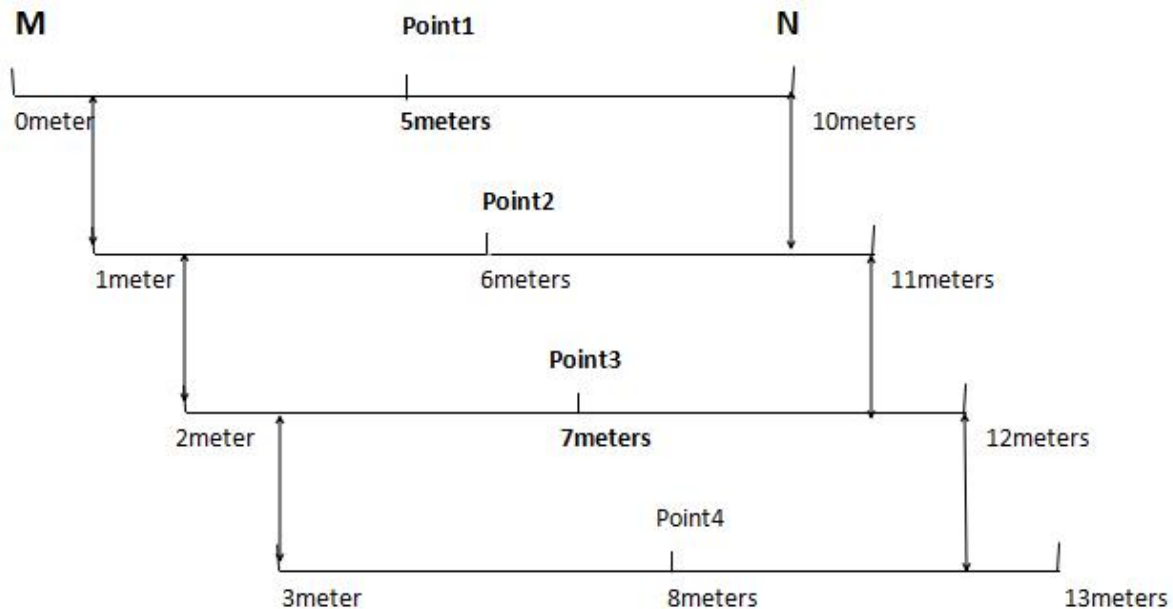 M Point1 N
0meter 5meters 10meters
Point2
1meter 6meters 11meters
Point3
2meter 7meters 12meters
Point4
3meter 8meters 13meters